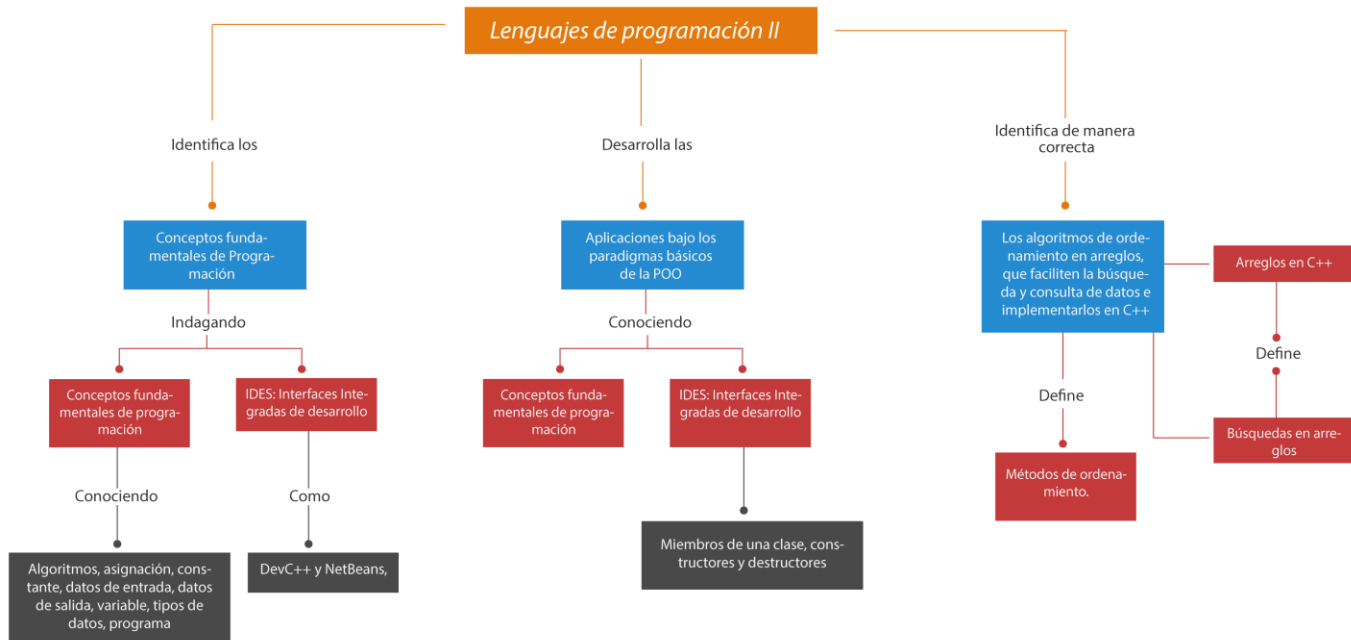 Lenguajes de programación II
Identifica los
Conceptos funda-
mentales de Progra-
mación
Indagando
Conceptos funda-
mentales de progra-
mación
IDES: Interfaces Inte-
gradas de desarrollo
Conociendo
Como
Algoritmos, asignación, cons-
tante, datos de entrada, datos
de salida, variable, tipos de
datos, programa
DevC++ y NetBeans,
Desarrolla las
Aplicaciones bajo los
paradigmas básicos
de la POO
Conociendo
Conceptos funda-
mentales de progra-
mación
IDES: Interfaces Inte-
gradas de desarrollo
Miembros de una clase, cons-
tructores y destructores
Identifica de manera
correcta
Los algoritmos de orde-
namiento en arreglos,
que faciliten la búsque-
da y consulta de datos e
implementarlos en C++
Define
Métodos de ordena-
miento.
Arreglos en C++
Define
Búsquedas en arre-
glos